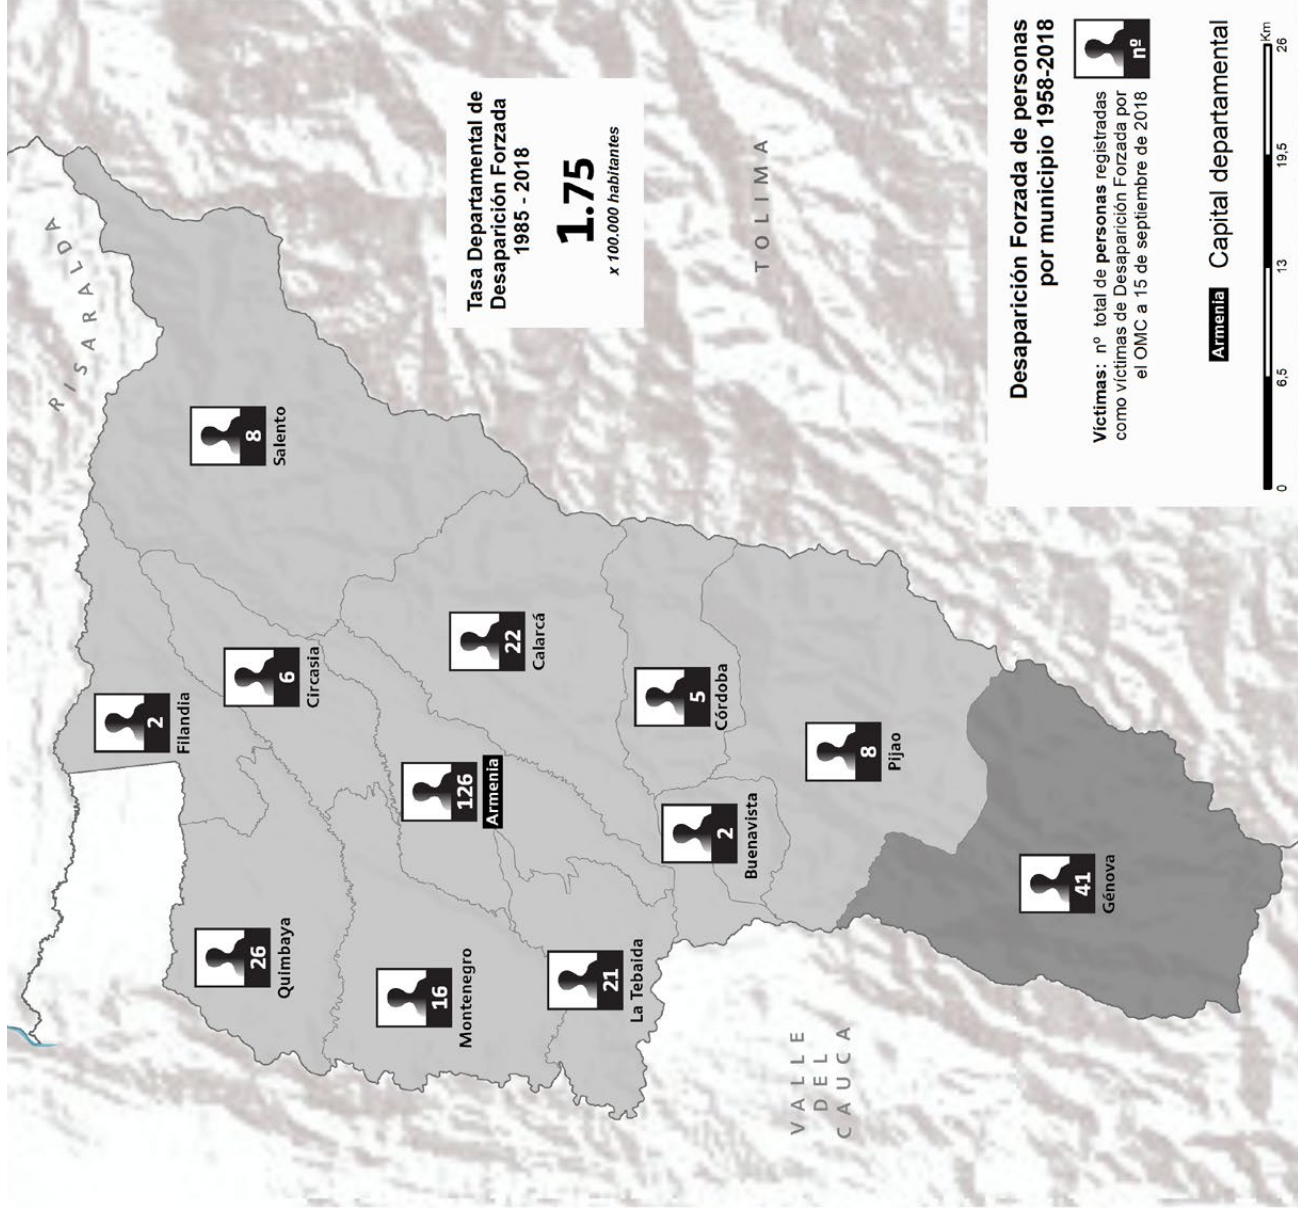 RISARALDA
2
Filandia
8
Salento
6
Circasia
26
Quimbaya
126
Armenia
22
Calarcá
16
Montenegro
21
La Tebaida
5
Córdoba
2
Buenavista
8
Pijao
41
Génova
VALLE
DEL
CAUCA
TOLIMA
Tasa Departamental de
Desaparición Forzada
1985 - 2018
1.75
x 100.000 habitantes
Desaparición Forzada de personas
por municipio 1958-2018
Víctimas: nº total de personas registradas
como víctimas de Desaparición Forzada por
el OMC a 15 de septiembre de 2018
nº
Armenia Capital departamental
0 6,5 13 19,5 26
Km